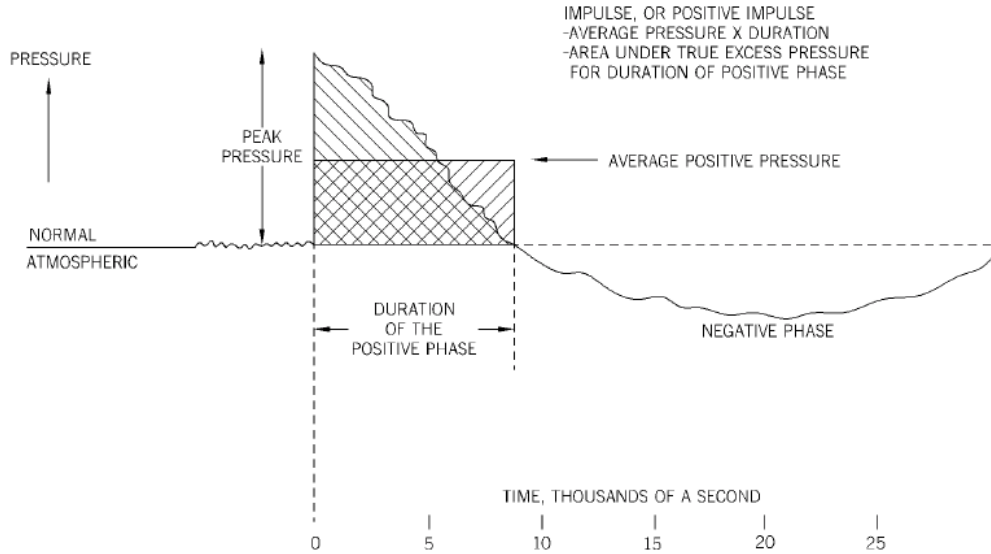 IMPULSE, OR POSITIVE IMPULSE
-AVERAGE PRESSURE X DURATION
-AREA UNDER TRUE EXCESS PRESSURE
FOR DURATION OF POSITIVE PHASE
PRESSURE
PEAK
PRESSURE
AVERAGE POSITIVE PRESSURE
NORMAL
ATMOSPHERIC
DURATION
OF THE
POSITIVE PHASE
NEGATIVE PHASE
TIME, THOUSANDS OF A SECOND
0 5 10 15 20 25